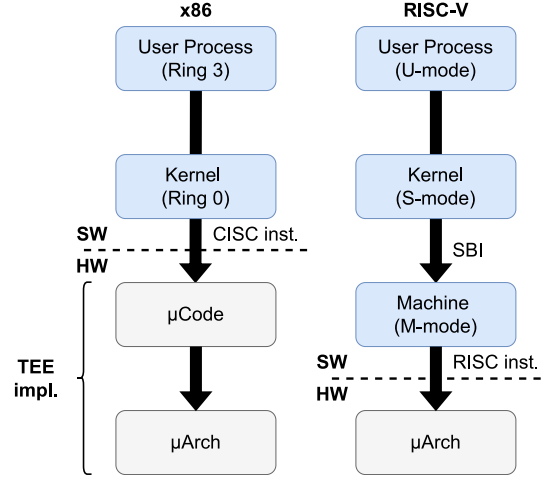 x86
User Process
(Ring 3)
Kernel
(Ring 0)
SW
CISC inst.
HW
µCode
TEE
impl.
µArch
RISC-V
User Process
(U-mode)
Kernel
(S-mode)
SBI
Machine
(M-mode)
SW
RISC inst.
HW
µArch